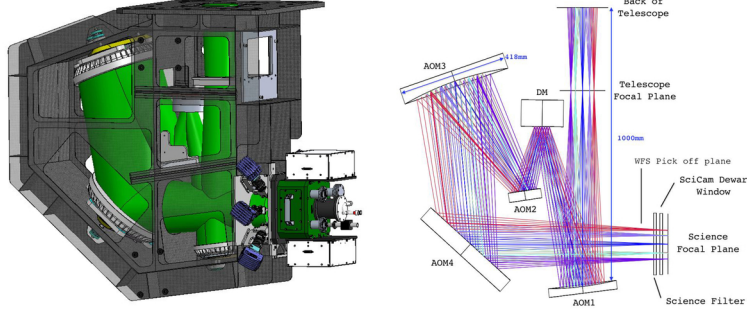 Back of
Telescope
AOM3
418mm
DM
Telescope
Focal Plane
1000mm
WFS Pick off plane
SciCam Dewar
Window
AOM2
Science
Focal Plane
AOM4
AOM1
Science Filter